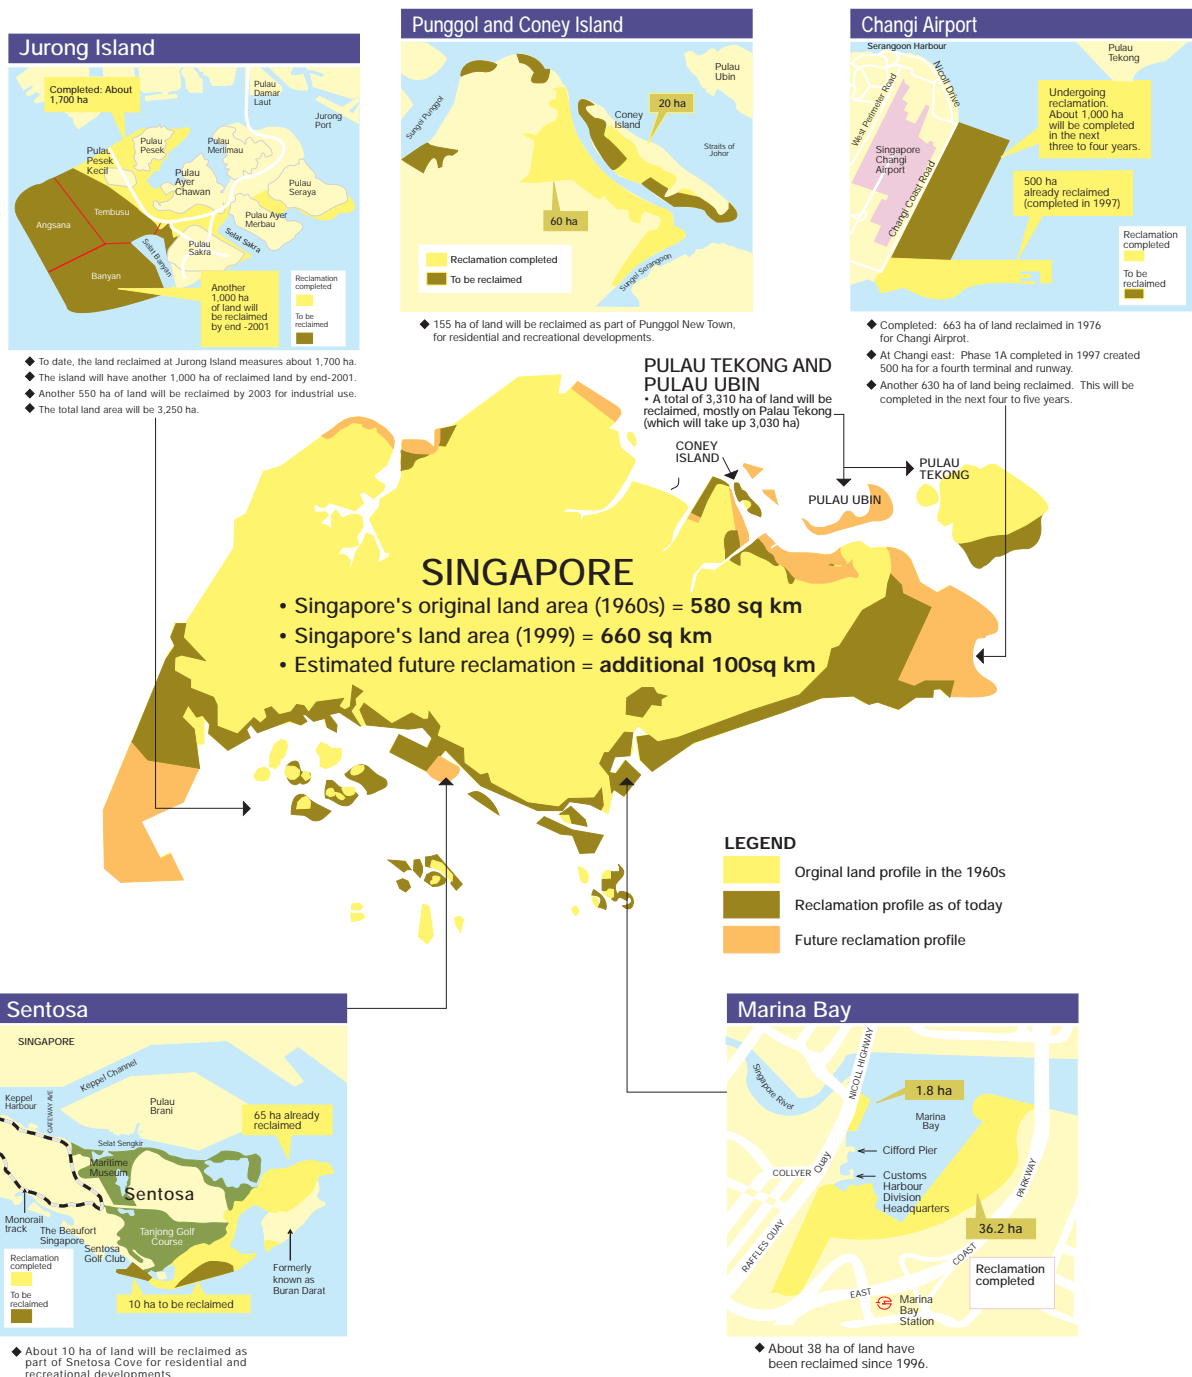 Jurong Island
Completed: About
1,700 ha
Pulau
Damar
Laut
Jurong
Port
Pulau
Pesek
Kecil
Pulau
Pesek
Pulau
Merlimau
Pulau
Ayer
Chawan
Pulau
Seraya
Pulau Ayer
Merbau
Tembusu
Angsana
Banyan
Selat Banyan
Pulau
Sakra
Selat Sakra
Another
1,000 ha
of land will
be reclaimed
by end -2001
Reclamation
completed
To be
reclaimed
◆ To date, the land reclaimed at Jurong Island measures about 1,700 ha.
◆ The island will have another 1,000 ha of reclaimed land by end-2001.
◆ Another 550 ha of land will be reclaimed by 2003 for industrial use.
◆ The total land area will be 3,250 ha.
Punggol and Coney Island
Pulau
Ubin
Sungei Punggol
20 ha
Coney
Island
Straits of
Johor
60 ha
Sungei Serangoon
Reclamation completed
To be reclaimed
◆ 155 ha of land will be reclaimed as part of Punggol New Town,
for residential and recreational developments.
Changi Airport
Serangoon Harbour
Pulau
Tekong
Nicoll Drive
West Perimeter Road
Singapore
Changi
Airport
Changi Coast Road
Undergoing
reclamation.
About 1,000 ha
will be completed
in the next
three to four years.
500 ha
already reclaimed
(completed in 1997)
Reclamation
completed
To be
reclaimed
◆ Completed: 663 ha of land reclaimed in 1976
for Changi Airprot.
◆ At Changi east: Phase 1A completed in 1997 created
500 ha for a fourth terminal and runway.
◆ Another 630 ha of land being reclaimed. This will be
completed in the next four to five years.
PULAU TEKONG AND
PULAU UBIN
• A total of 3,310 ha of land will be
reclaimed, mostly on Palau Tekong
(which will take up 3,030 ha)
CONEY
ISLAND
PULAU UBIN
PULAU
TEKONG
SINGAPORE
• Singapore's original land area (1960s) = 580 sq km
• Singapore's land area (1999) = 660 sq km
• Estimated future reclamation = additional 100sq km
LEGEND
Orginal land profile in the 1960s
Reclamation profile as of today
Future reclamation profile
Sentosa
SINGAPORE
Keppel Channel
Keppel
Harbour
GATEWAY AVE
Pulau
Brani
65 ha already
reclaimed
Selat Sengkir
Maritime
Museum
Sentosa
Monorail
track
The Beaufort
Singapore
Sentosa
Golf Club
Tanjong Golf
Course
Formerly
known as
Buran Darat
Reclamation
completed
To be
reclaimed
10 ha to be reclaimed
◆ About 10 ha of land will be reclaimed as
part of Snetosa Cove for residential and
recreational developments
Marina Bay
Singapore River
NICOLL HIGHWAY
1.8 ha
Marina
Bay
Cifford Pier
COLLYER Quay
Customs
Harbour
Division
Headquarters
PARKWAY
36.2 ha
RAFFLES QUAY
COAST
EAST
Reclamation
completed
Marina
Bay
Station
◆ About 38 ha of land have
been reclaimed since 1996.